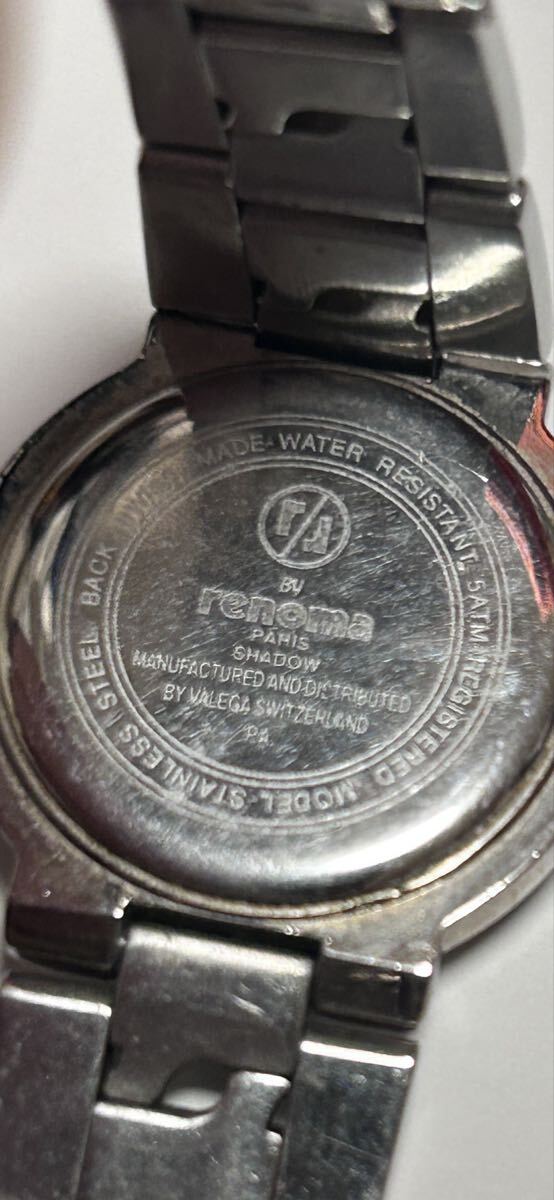 BY
renoma
PARIS
SHADOW
MANUFACTURED AND DISTRIBUTED
BY VALEGA SWITZERLAND
PA.
MADE-WATER RESISTANT, 5ATM-REGISTERED MODEL-STAINLESS STEEL BACK